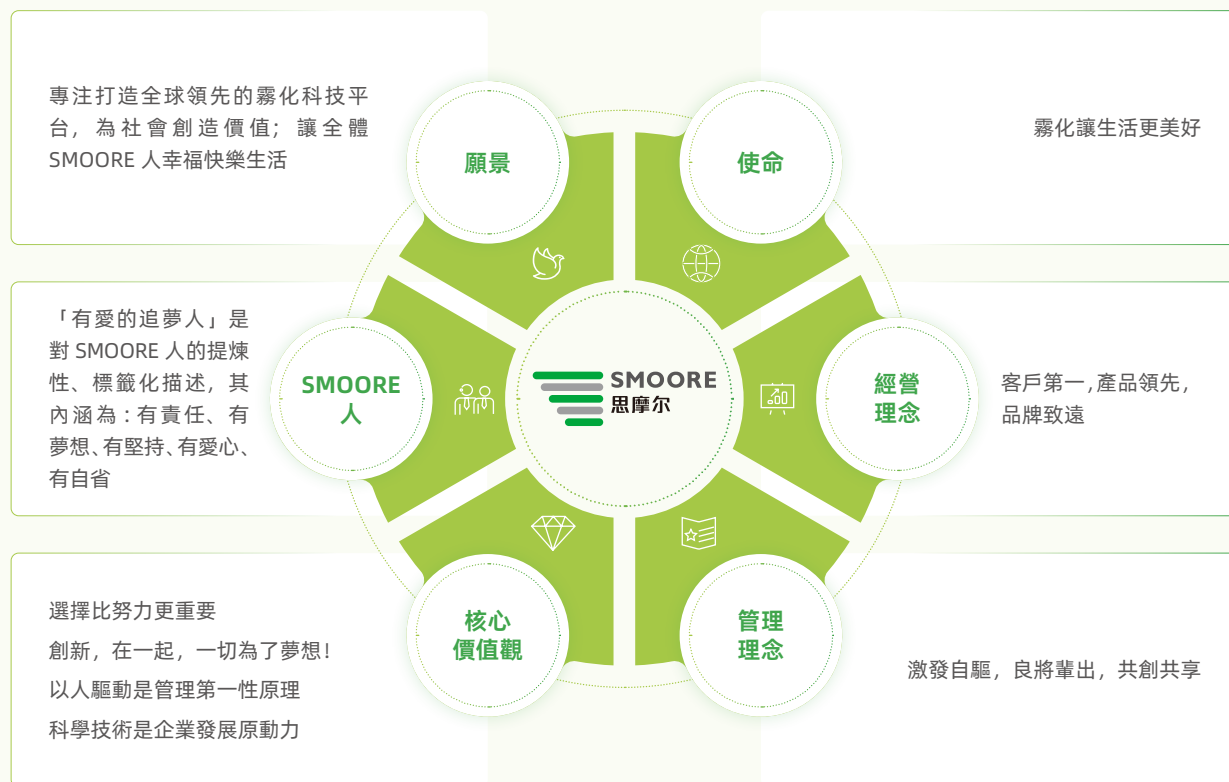 專注打造全球領先的霧化科技平
台，為社會創造價值；讓全體
SMOORE 人幸福快樂生活
願景
使命
霧化讓生活更美好
「有愛的追夢人」是
對 SMOORE 人的提煉
性、標籤化描述，其
內涵為：有責任、有
夢想、有堅持、有愛心、
有自省
SMOORE
人
SMOORE
思摩尔
經營
理念
客戶第一，產品領先，
品牌致遠
選擇比努力更重要
創新，在一起，一切為了夢想！
以人驅動是管理第一性原理
科學技術是企業發展原動力
核心
價值觀
管理
理念
激發自驅，良將輩出，共創共享